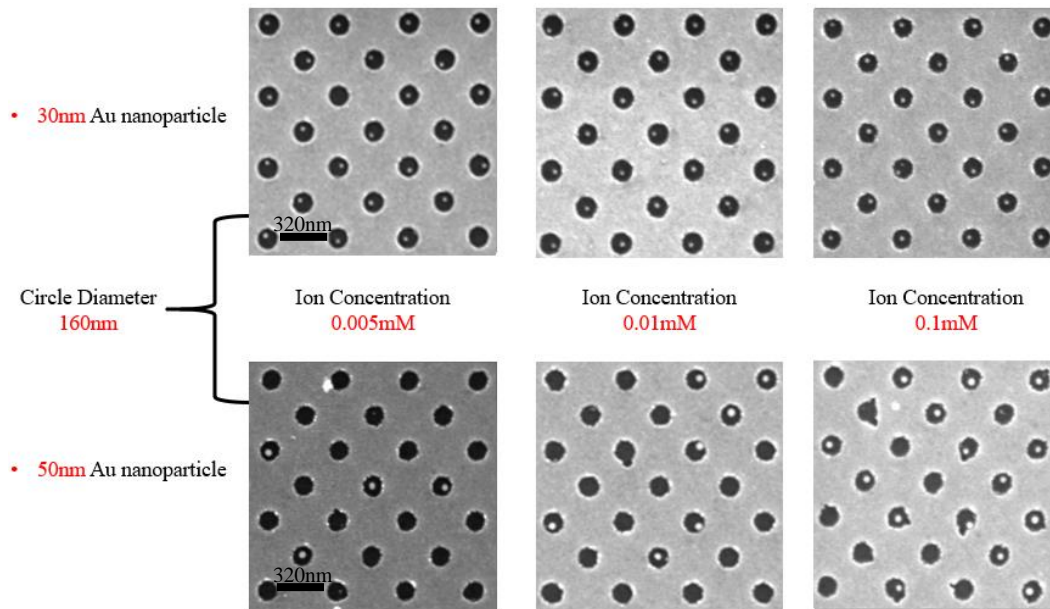 • 30nm Au nanoparticle
320nm
Circle Diameter
160nm
Ion Concentration
0.005mM
Ion Concentration
0.01mM
Ion Concentration
0.1mM
• 50nm Au nanoparticle
320nm